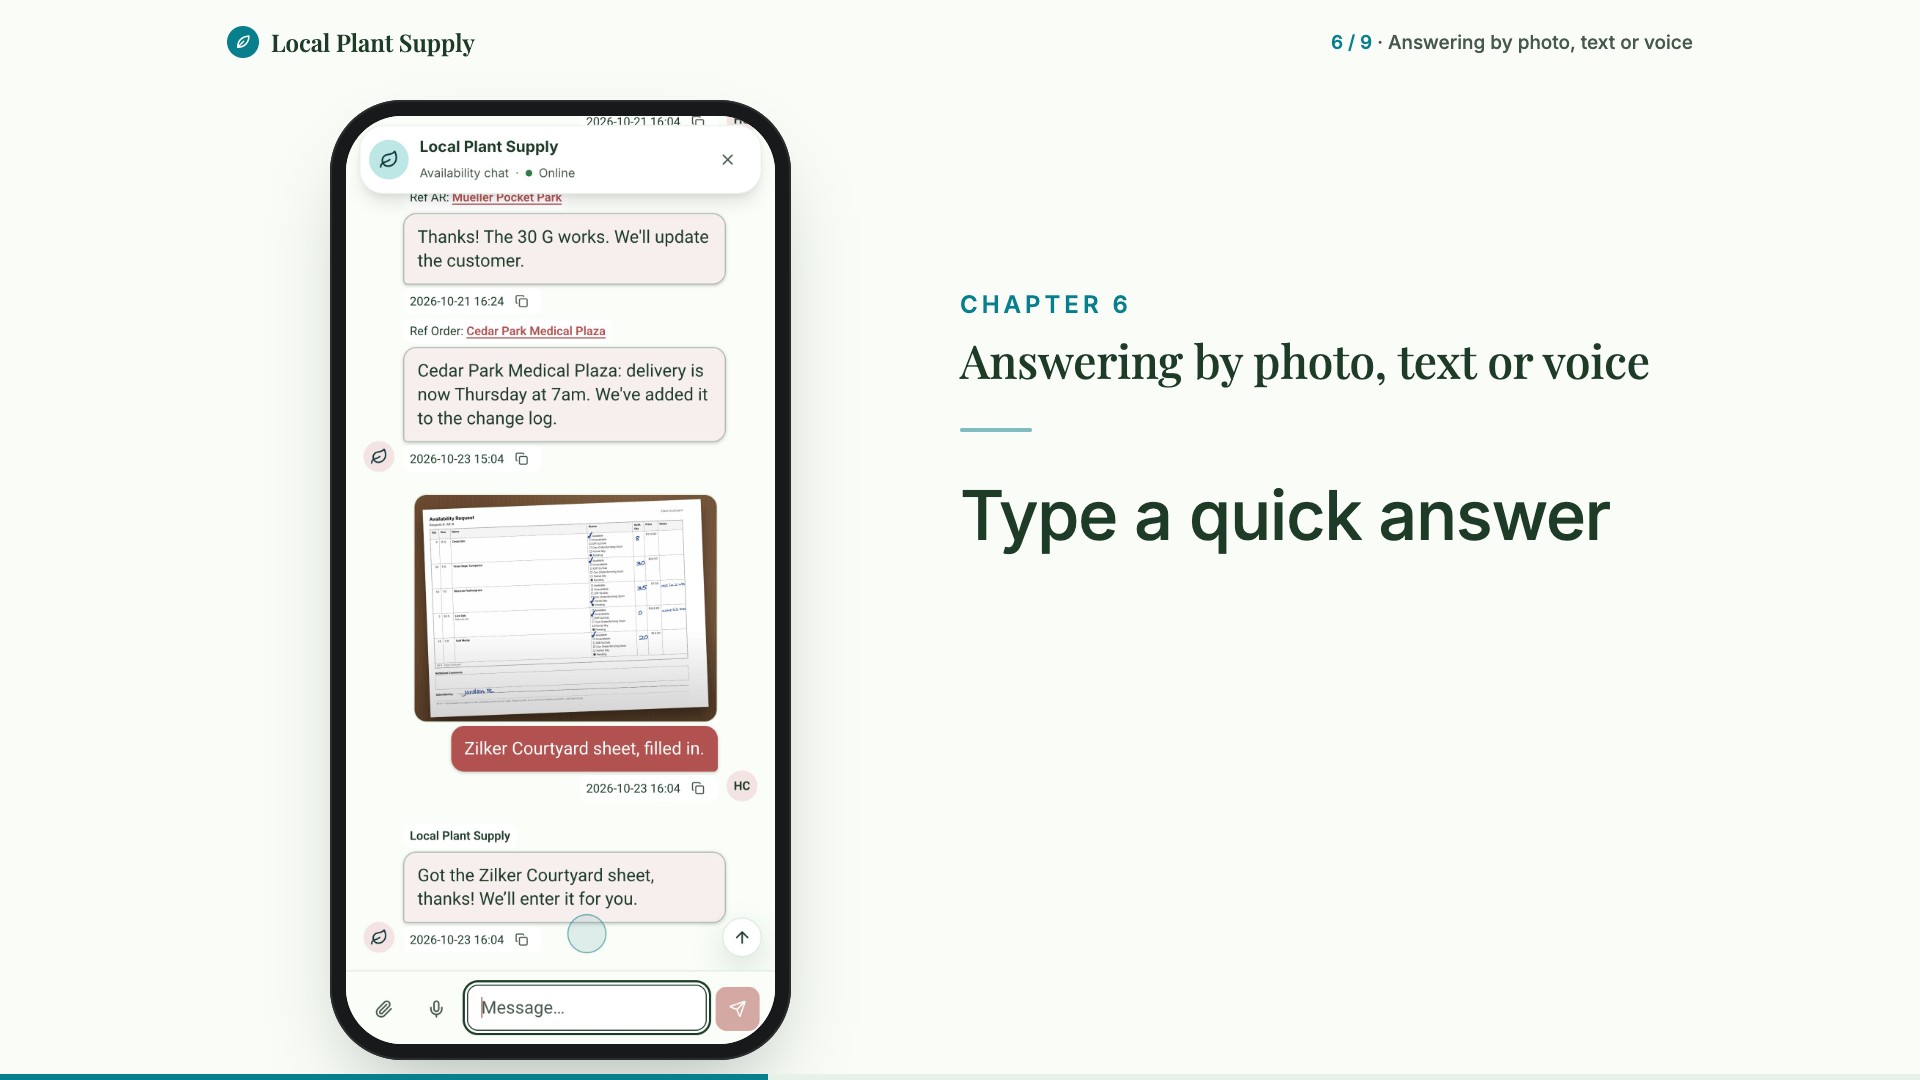 Local Plant Supply
6 / 9 · Answering by photo, text or voice
2026-10-21 16:04
Local Plant Supply
Availability chat · Online
Ref AR: Mueller Pocket Park
Thanks! The 30 G works. We'll update
the customer.
2026-10-21 16:24
Ref Order: Cedar Park Medical Plaza
Cedar Park Medical Plaza: delivery is
now Thursday at 7am. We've added it
to the change log.
2026-10-23 15:04
Availability Request
Zilker Courtyard sheet, filled in.
2026-10-23 16:04
HC
Local Plant Supply
Got the Zilker Courtyard sheet,
thanks! We’ll enter it for you.
2026-10-23 16:04
Message…
CHAPTER 6
Answering by photo, text or voice
Type a quick answer